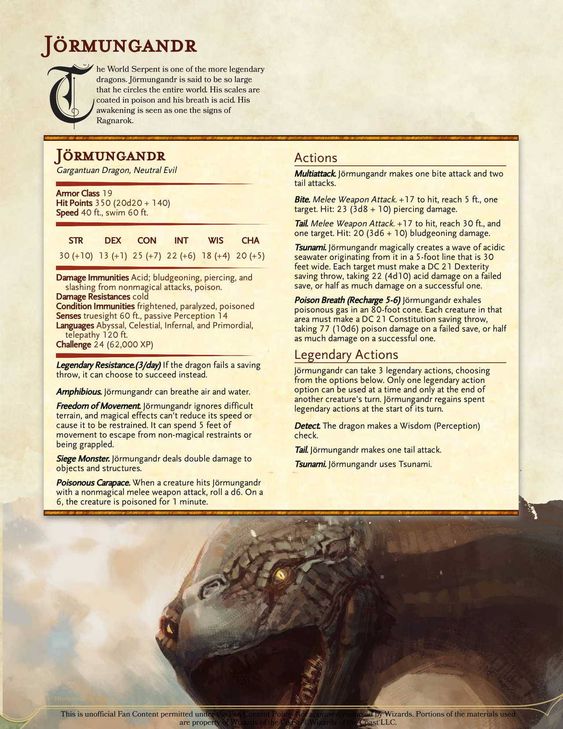 Jörmungandr
The World Serpent is one of the more legendary
dragons. Jörmungandr is said to be so large
that he circles the entire world. His scales are
coated in poison and his breath is acid. His
awakening is seen as one the signs of
Ragnarok.
Jörmungandr
Gargantuan Dragon, Neutral Evil
Armor Class 19
Hit Points 350 (20d20 + 140)
Speed 40 ft., swim 60 ft.
STR DEX CON INT WIS CHA
30 (+10) 13 (+1) 25 (+7) 22 (+6) 18 (+4) 20 (+5)
Damage Immunities Acid; bludgeoning, piercing, and
slashing from nonmagical attacks, poison.
Damage Resistances cold
Condition Immunities frightened, paralyzed, poisoned
Senses truesight 60 ft., passive Perception 14
Languages Abyssal, Celestial, Infernal, and Primordial,
telepathy 120 ft.
Challenge 24 (62,000 XP)
Legendary Resistance.(3/day) If the dragon fails a saving
throw, it can choose to succeed instead.
Amphibious. Jörmungandr can breathe air and water.
Freedom of Movement. Jörmungandr ignores difficult
terrain, and magical effects can't reduce its speed or
cause it to be restrained. It can spend 5 feet of
movement to escape from non-magical restraints or
being grappled.
Siege Monster. Jörmungandr deals double damage to
objects and structures.
Poisonous Carapace. When a creature hits Jörmungandr
with a nonmagical melee weapon attack, roll a d6. On a
6, the creature is poisoned for 1 minute.
Actions
Multiattack. Jörmungandr makes one bite attack and two
tail attacks.
Bite. Melee Weapon Attack. +17 to hit, reach 5 ft., one
target. Hit: 23 (3d8 + 10) piercing damage.
Tail. Melee Weapon Attack. +17 to hit, reach 30 ft., and
one target. Hit: 20 (3d6 + 10) bludgeoning damage.
Tsunami. Jörmungandr magically creates a wave of acidic
seawater originating from it in a 5-foot line that is 30
feet wide. Each target must make a DC 21 Dexterity
saving throw, taking 22 (4d10) acid damage on a failed
save, or half as much damage on a successful one.
Poison Breath (Recharge 5-6) Jörmungandr exhales
poisonous gas in an 80-foot cone. Each creature in that
area must make a DC 21 Constitution saving throw,
taking 77 (10d6) poison damage on a failed save, or half
as much damage on a successful one.
Legendary Actions
Jörmungandr can take 3 legendary actions, choosing
from the options below. Only one legendary action
option can be used at a time and only at the end of
another creature's turn. Jörmungandr regains spent
legendary actions at the start of its turn.
Detect. The dragon makes a Wisdom (Perception)
check.
Tail. Jörmungandr makes one tail attack.
Tsunami. Jörmungandr uses Tsunami.
This is unofficial Fan Content permitted under by Wizards. Portions of the materials used
are property of Wizards of the Coast. ©Wizards of the Coast LLC.